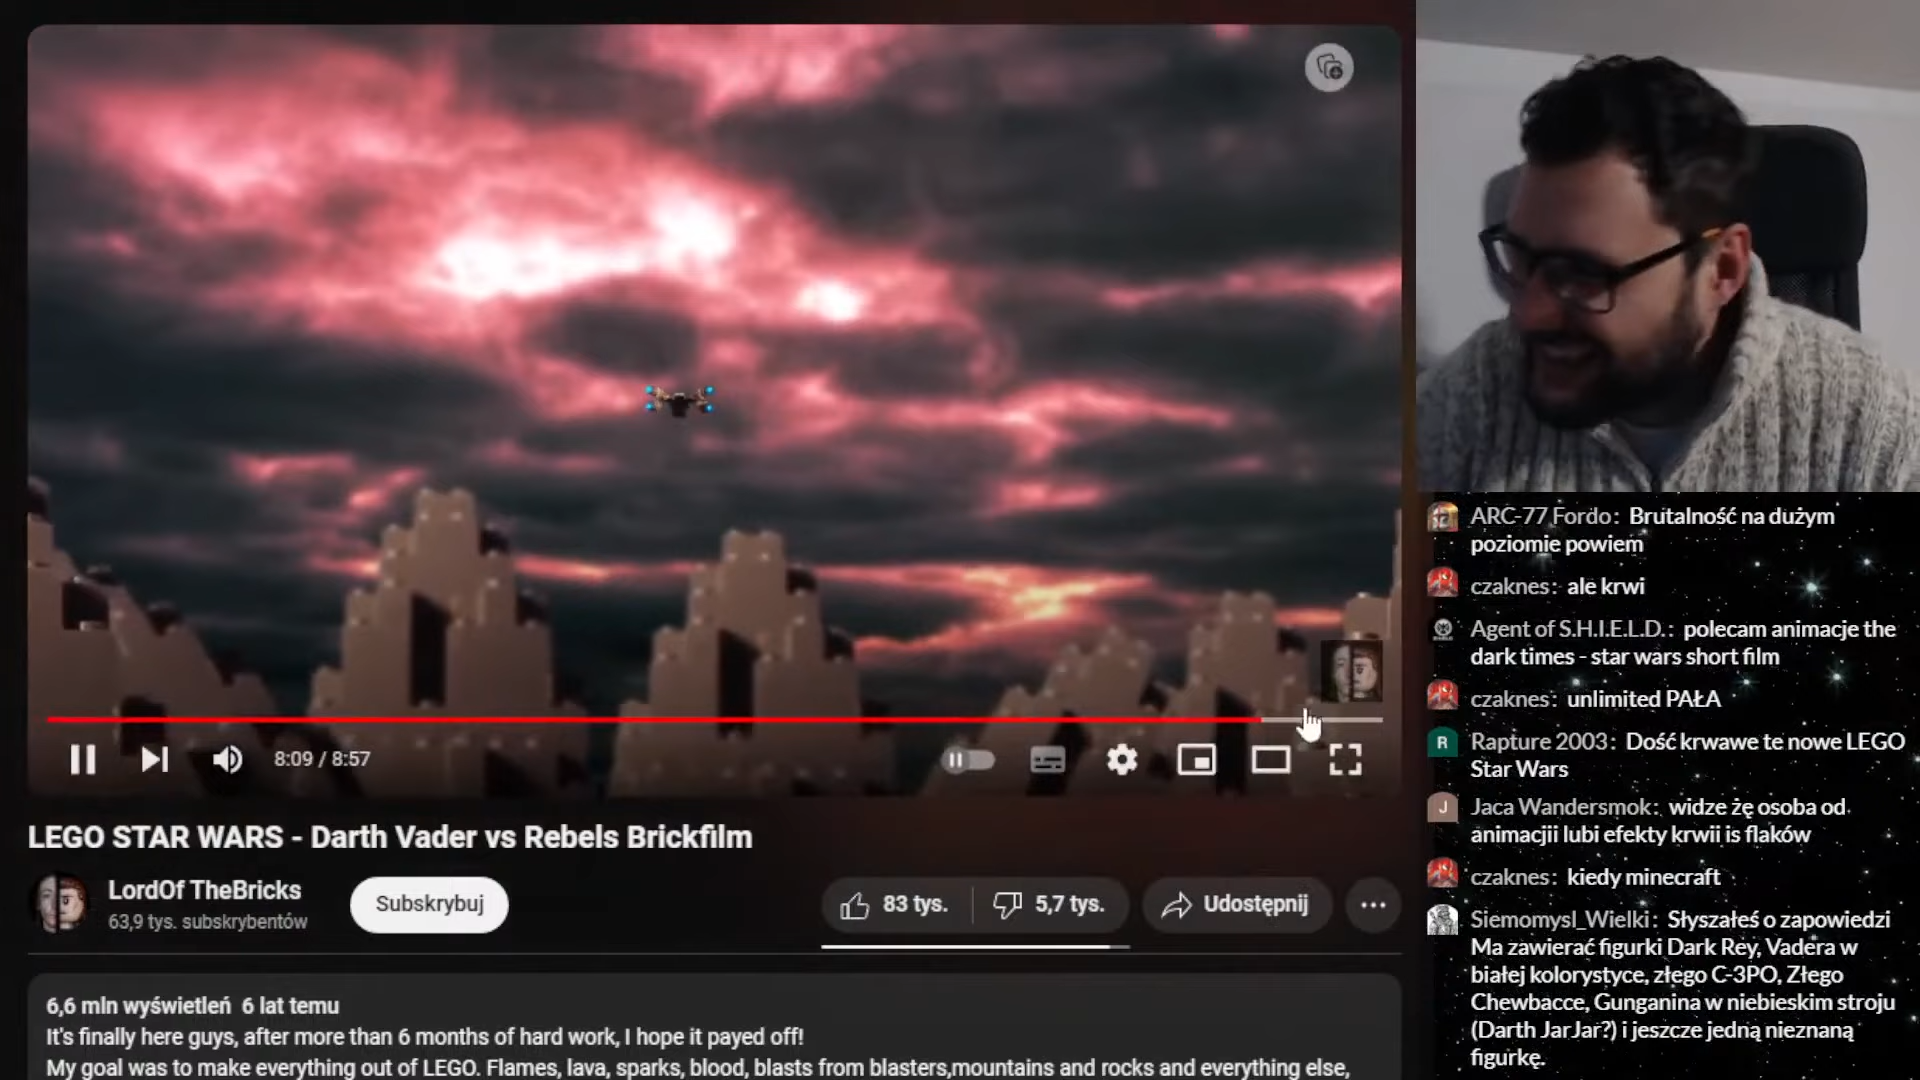 8:09 / 8:57
LEGO STAR WARS - Darth Vader vs Rebels Brickfilm
LordOf TheBricks
63,9 tys. subskrybentów
Subskrybuj
83 tys.
5,7 tys.
Udostępnij
6,6 mln wyświetleń 6 lat temu
It's finally here guys, after more than 6 months of hard work, I hope it payed off!
My goal was to make everything out of LEGO. Flames, lava, sparks, blood, blasts from blasters,mountains and rocks and everything else,
ARC-77 Fordo: Brutalność na dużym
poziomie powiem
czaknes: ale krwi
Agent of S.H.I.E.L.D.: polecam animacje the
dark times - star wars short film
czaknes: unlimited PAŁA
R
Rapture 2003: Dość krwawe te nowe LEGO
Star Wars
J
Jaca Wandersmok: widze żę osoba od
animacjii lubi efekty krwii is flaków
czaknes: kiedy minecraft
Siemomysl_Wielki: Słyszałeś o zapowiedzi
Ma zawierać figurki Dark Rey, Vadera w
białej kolorystyce, złego C-3PO, Złego
Chewbacce, Gunganina w niebieskim stroju
(Darth JarJar?) i jeszcze jedną nieznaną
figurkę.